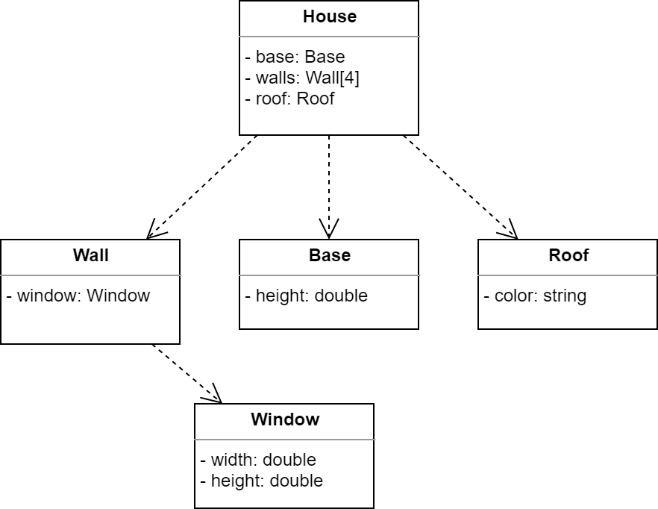 House
- base: Base
- walls: Wall[4]
- roof: Roof
Wall
- window: Window
Base
- height: double
Roof
- color: string
Window
- width: double
- height: double